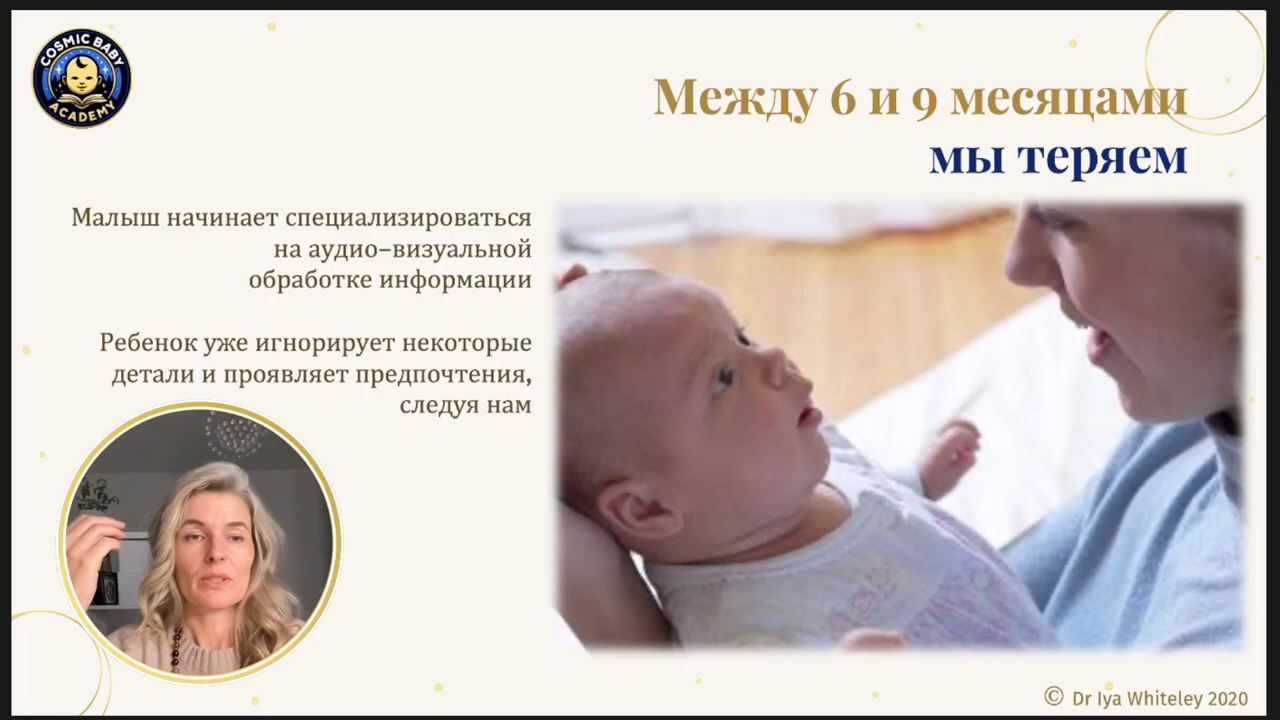 COSMIC BABY
ACADEMY
Между 6 и 9 месяцами
мы теряем
Малыш начинает специализироваться
на аудио–визуальной
обработке информации
Ребенок уже игнорирует некоторые
детали и проявляет предпочтения,
следуя нам
© Dr Iya Whiteley 2020